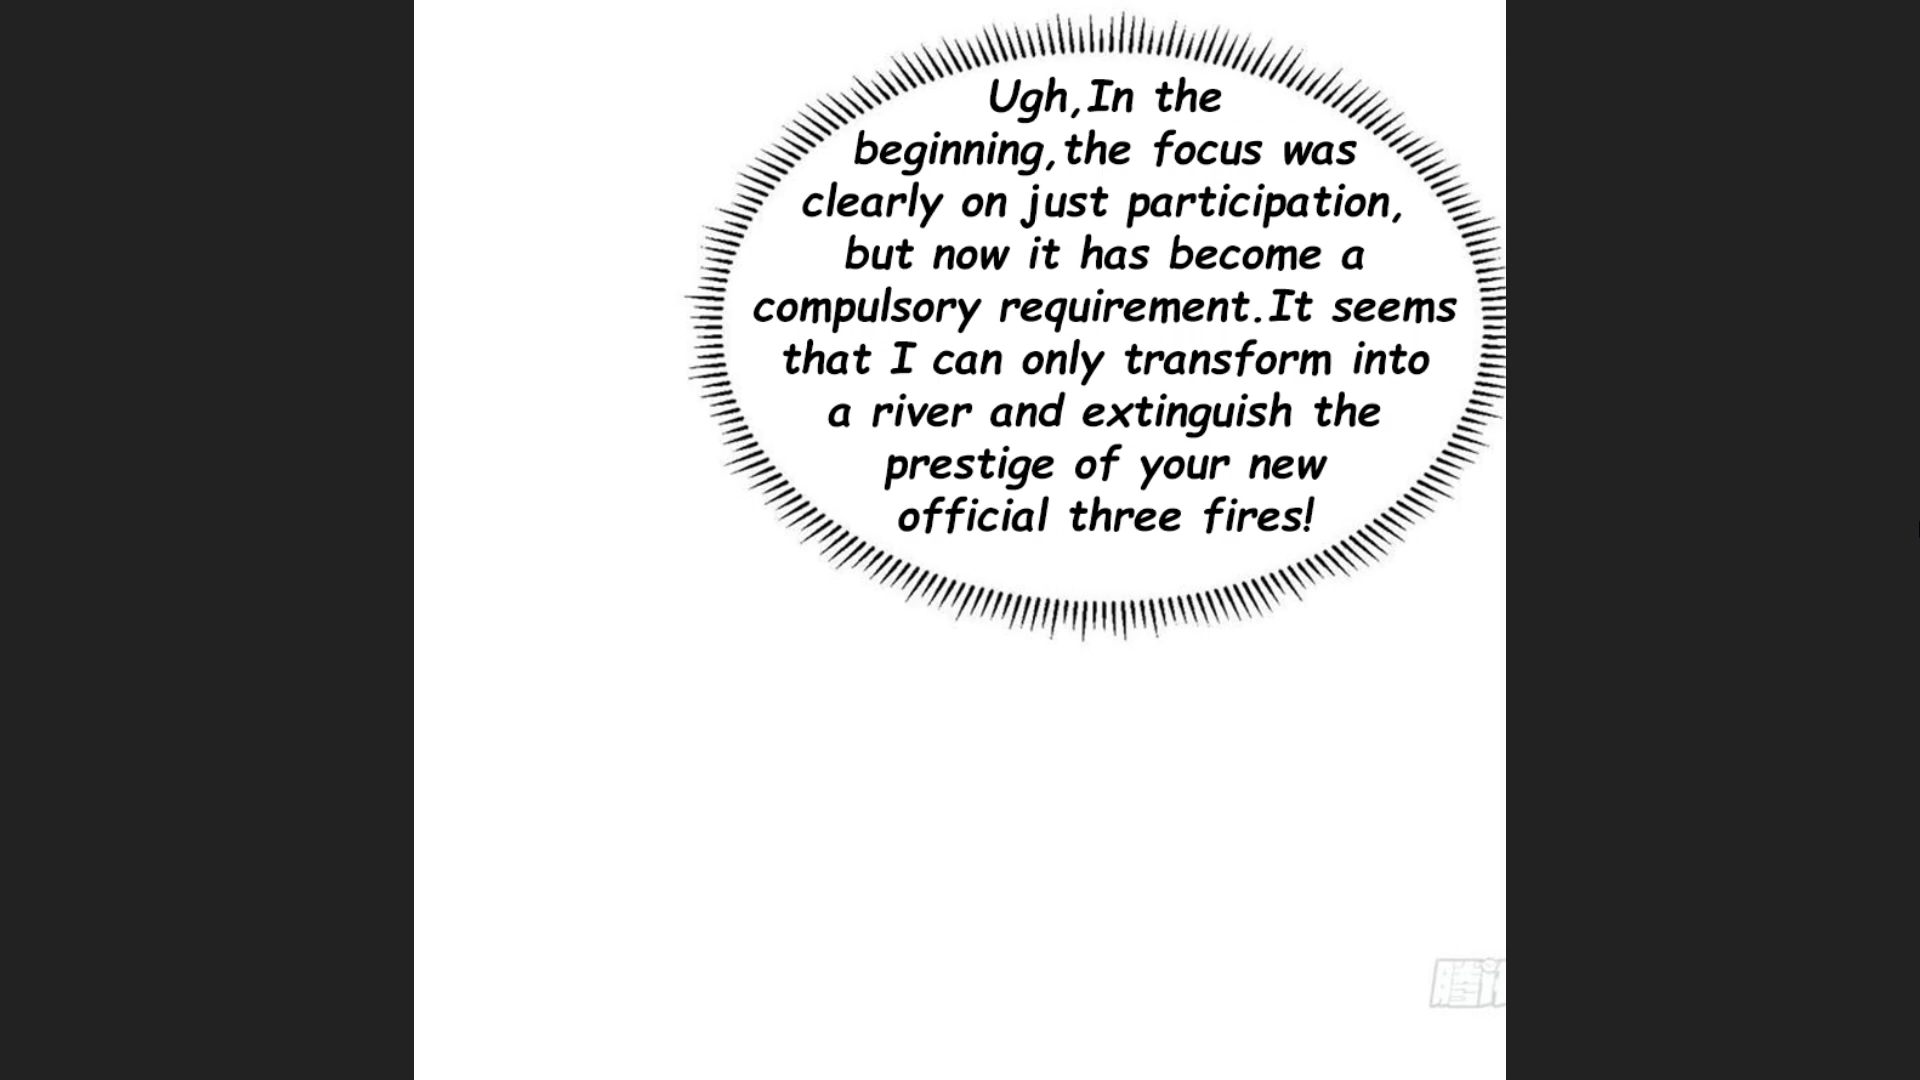 Ugh,In the
beginning,the focus was
clearly on just participation,
but now it has become a
compulsory requirement.It seems
that I can only transform into
a river and extinguish the
prestige of your new
official three fires!
腾